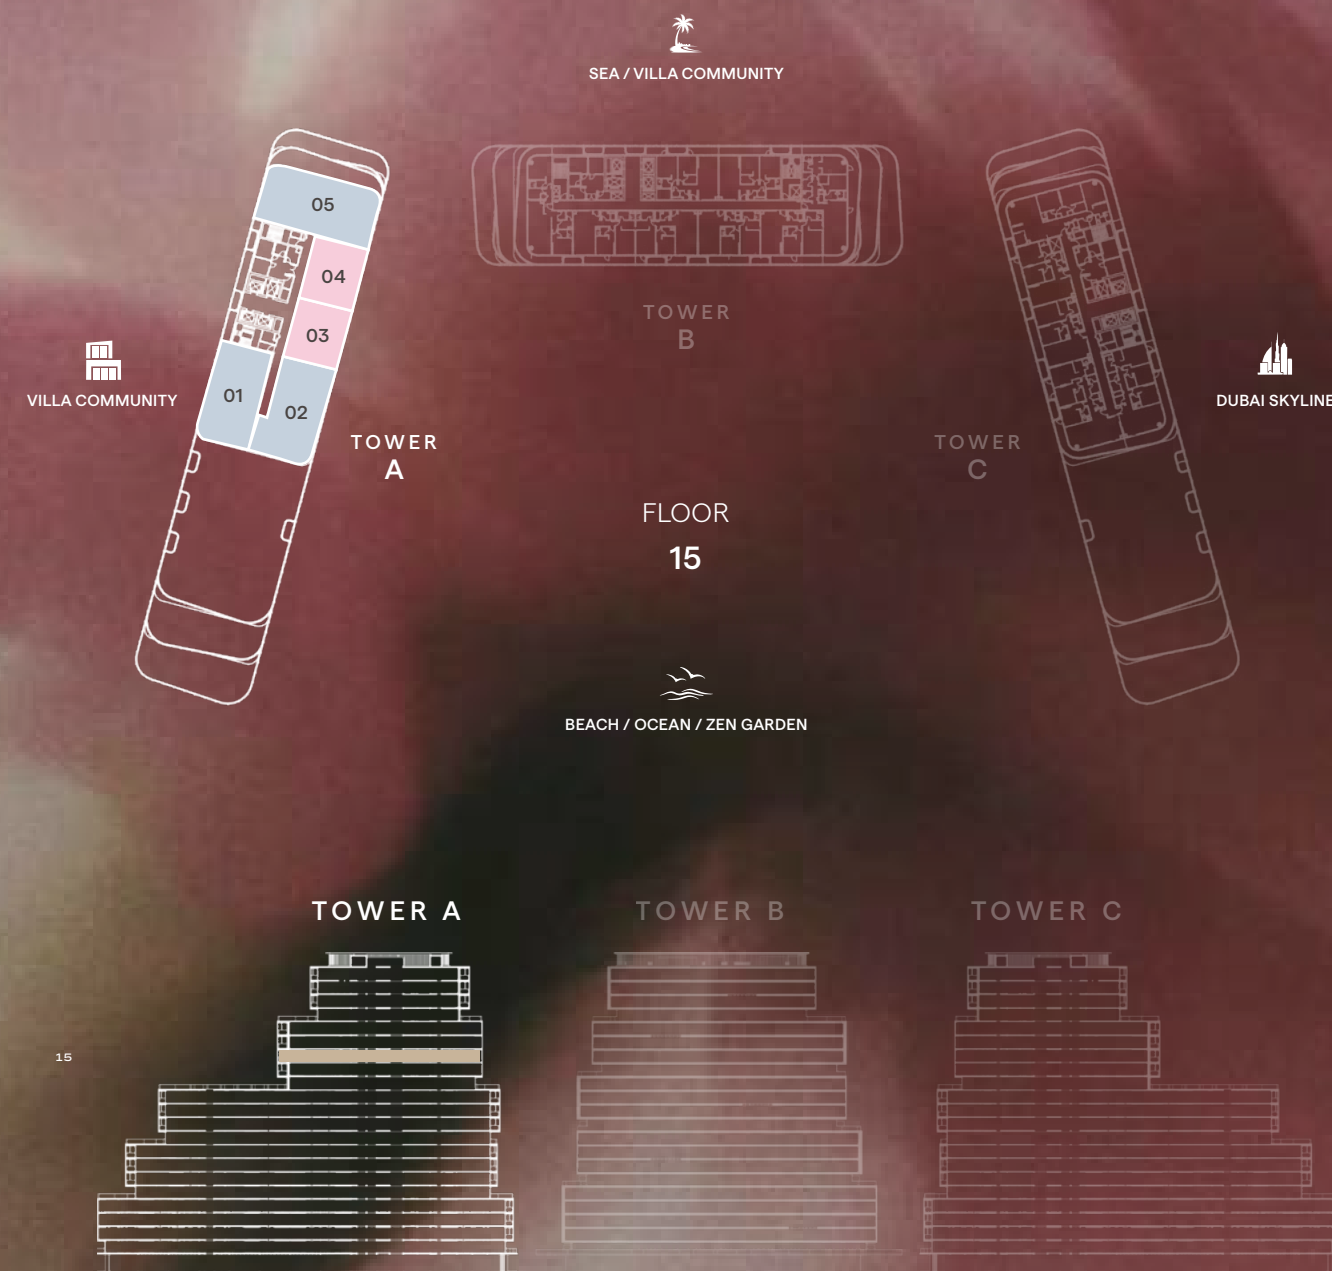 SEA / VILLA COMMUNITY
05
04
03
01
02
VILLA COMMUNITY
TOWER
A
TOWER
B
TOWER
C
DUBAI SKYLINE
FLOOR
15
BEACH / OCEAN / ZEN GARDEN
TOWER A
TOWER B
TOWER C
15